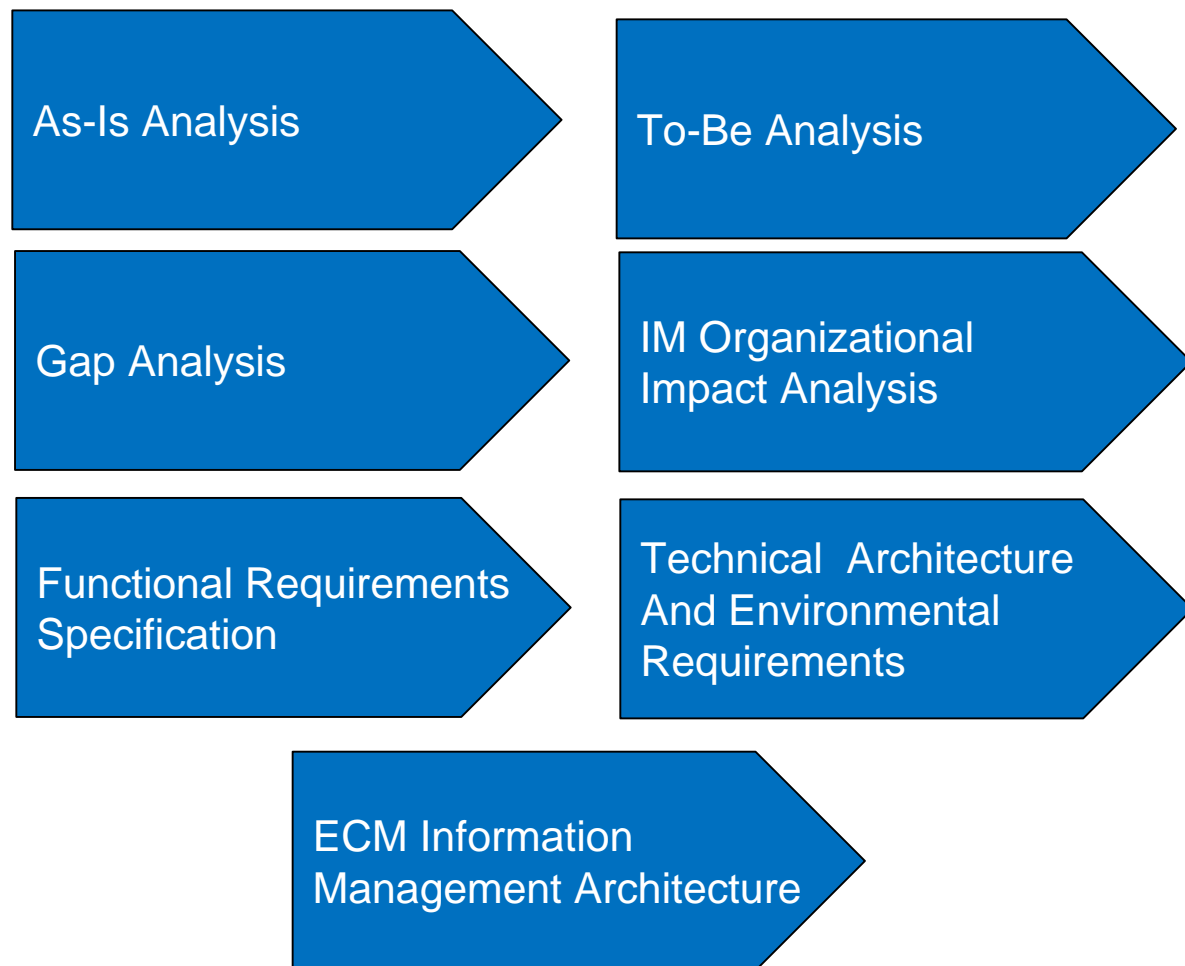 As-Is Analysis
To-Be Analysis
Gap Analysis
IM Organizational
Impact Analysis
Functional Requirements
Specification
Technical  Architecture
And Environmental
Requirements
ECM Information
Management Architecture